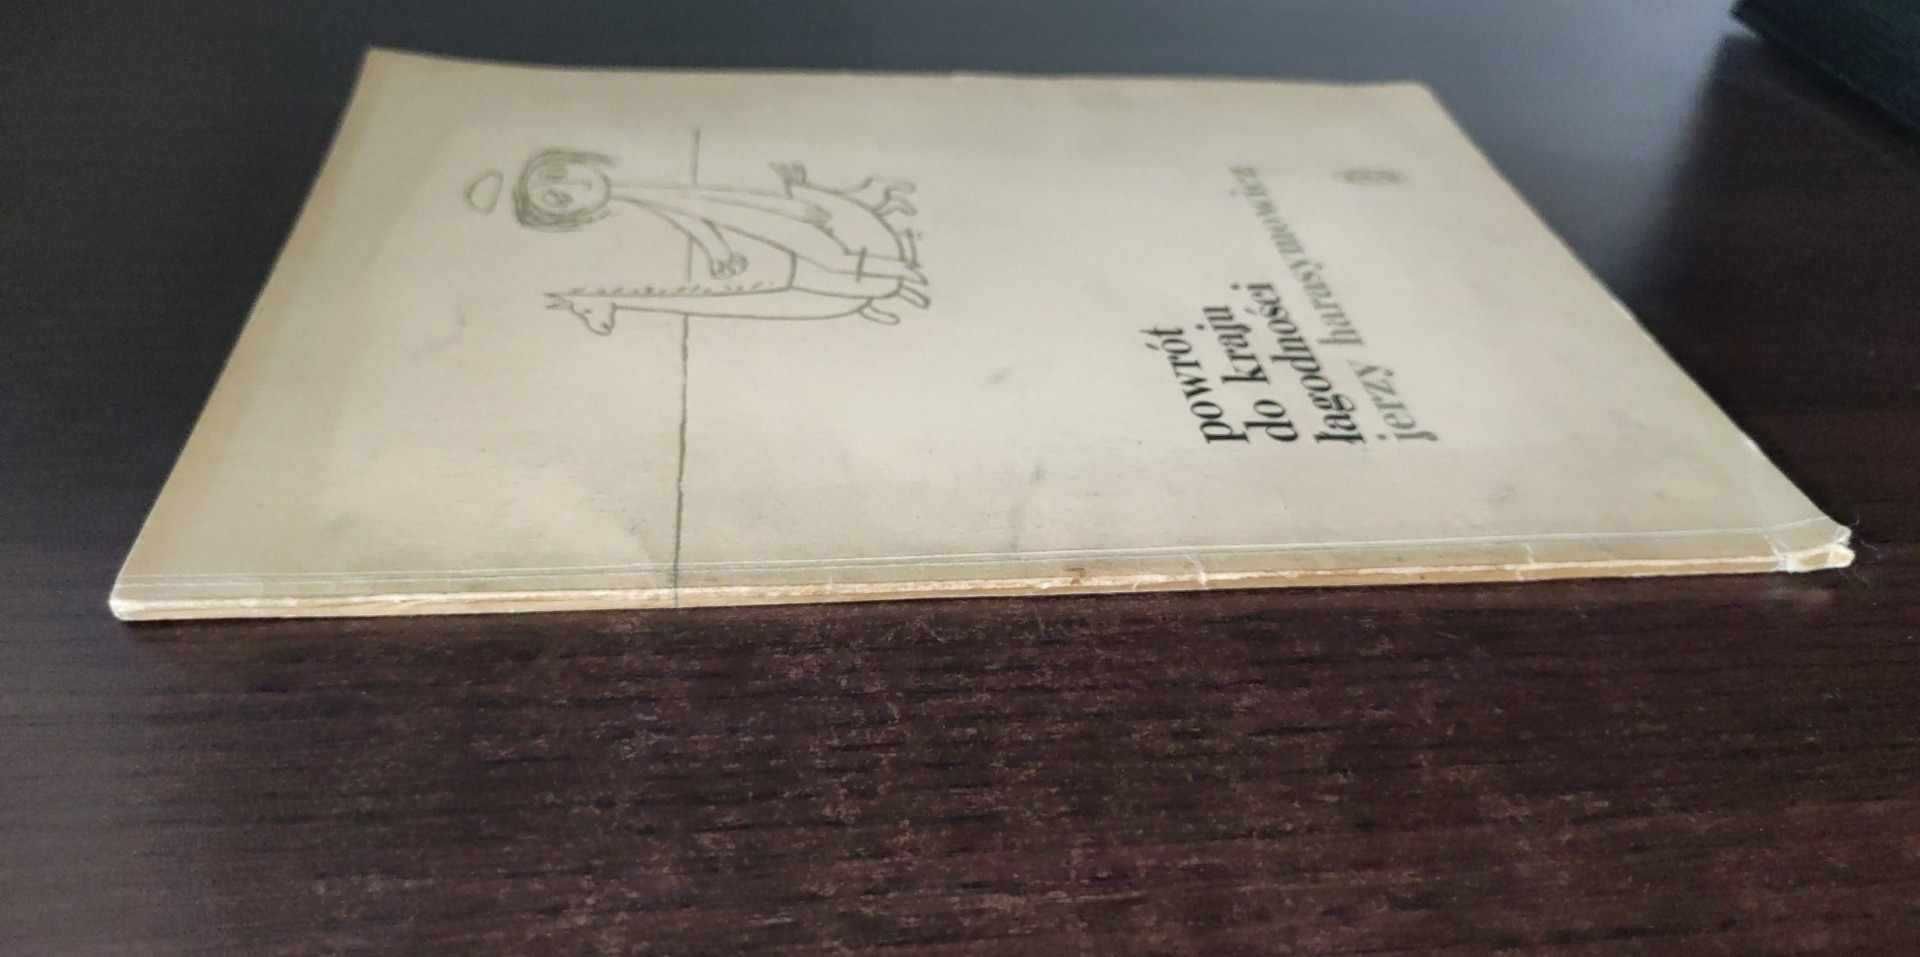 powrót
do kraju
łagodności
jerzy harasymowicz